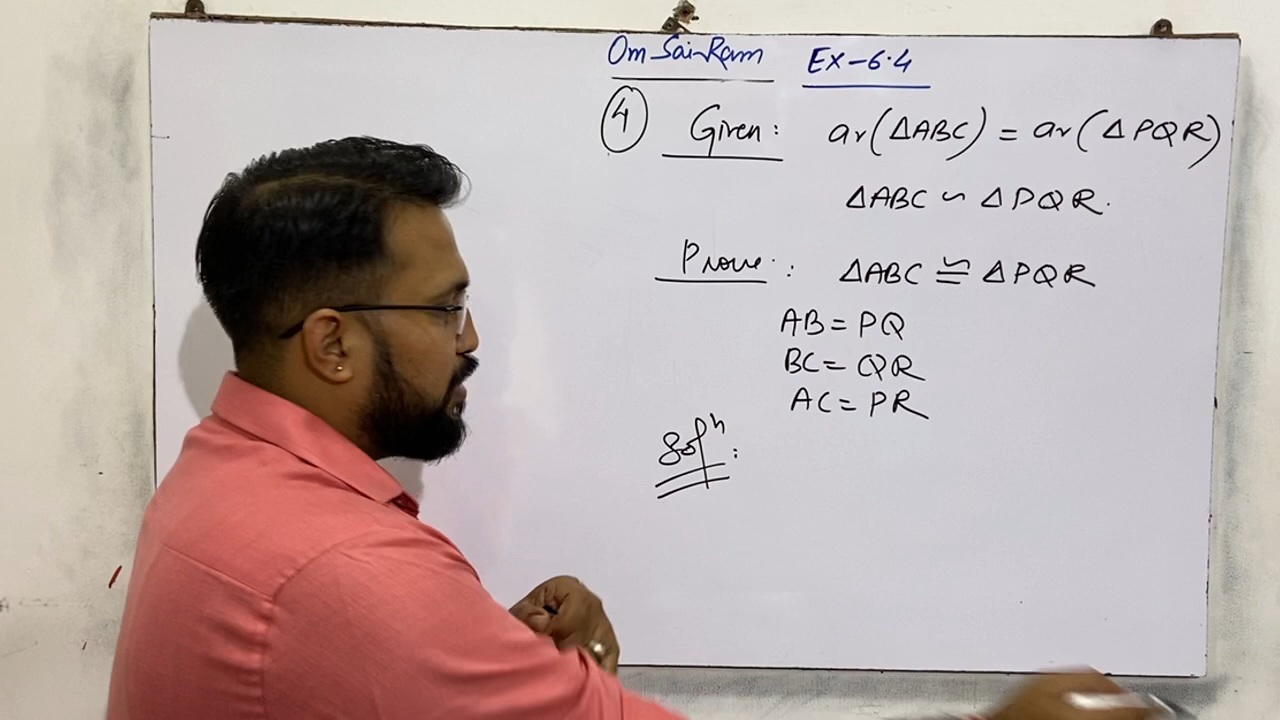 Om Sai Ram Ex-6.4
4 Given: ar(ΔABC) = ar(ΔPQR)
ΔABC ∽ ΔPQR.
Prove: ΔABC ≅ ΔPQR
AB = PQ
BC = QR
AC = PR
Solⁿ: